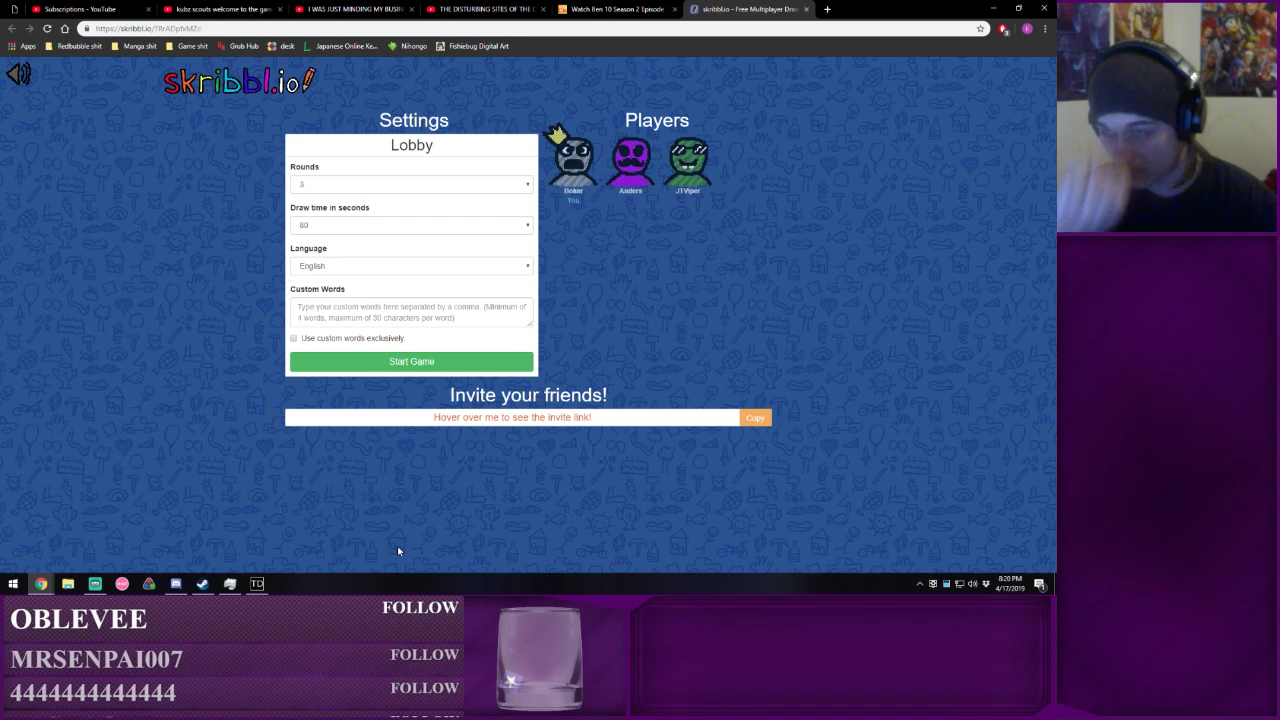 Subscriptions - YouTube
kubz scouts welcome to the gam
I WAS JUST MINDING MY BUSIN
THE DISTURBING SITES OF THE D
Watch Ben 10 Season 2 Episode
skribbl.io - Free Multiplayer Draw
Apps
Redbubble shit
Manga shit
Game shit
Grub Hub
desk
Japanese Online Ke...
Nihongo
Fishiebug Digital Art
skribbl.io
Settings
Players
Lobby
Rounds
3
Draw time in seconds
80
Language
English
Custom Words
Type your custom words here separated by a comma. (Minimum of
4 words, maximum of 30 characters per word)
Use custom words exclusively.
Start Game
Boker
You
Anders
JTViper
Invite your friends!
Hover over me to see the invite link!
Copy
TD
8:20 PM
4/17/2019
OBLEVEE
FOLLOW
MRSENPAI007
FOLLOW
4444444444444
FOLLOW